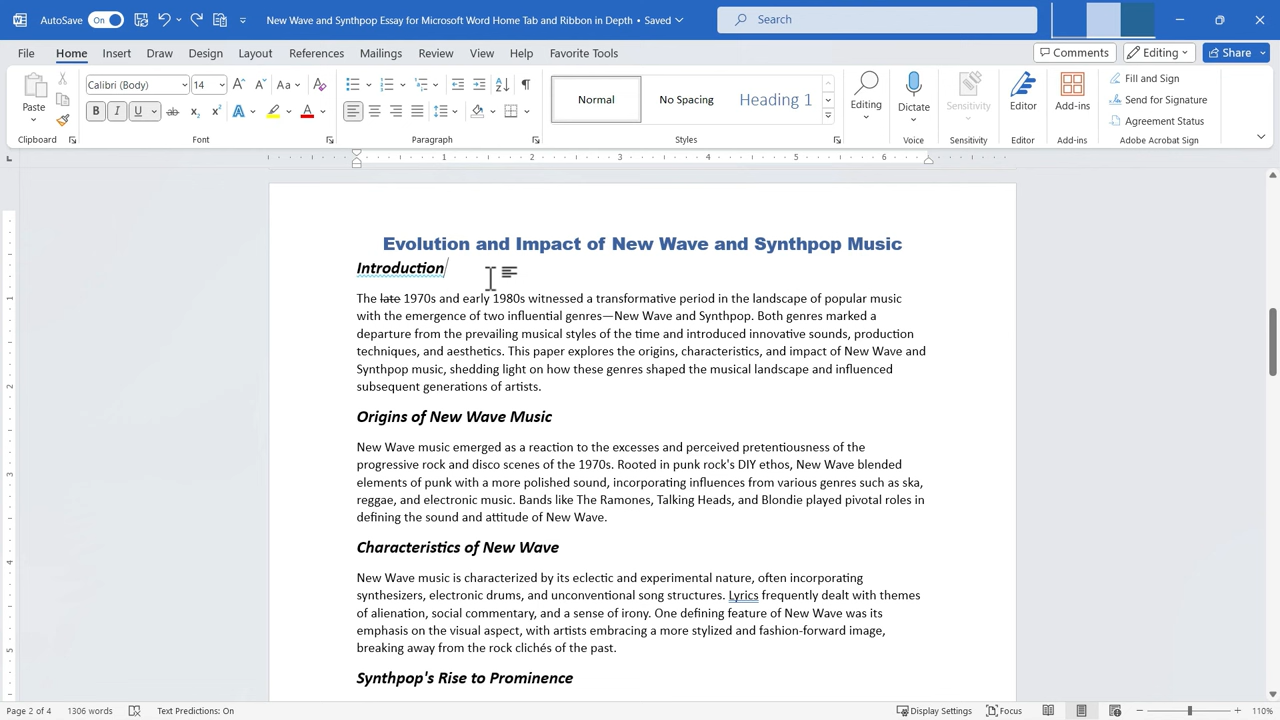 AutoSave On New Wave and Synthpop Essay for Microsoft Word Home Tab and Ribbon in Depth • Saved Search
File Home Insert Draw Design Layout References Mailings Review View Help Favorite Tools Comments Editing Share
Calibri (Body) 14 Aa
Paste B I U ab x₂ x² A A
Normal No Spacing Heading 1
Editing Dictate Sensitivity Editor Add-ins
Fill and Sign
Send for Signature
Agreement Status
Clipboard Font Paragraph Styles Voice Sensitivity Editor Add-ins Adobe Acrobat Sign
1 2 3 4 5 6
Evolution and Impact of New Wave and Synthpop Music
Introduction
The late 1970s and early 1980s witnessed a transformative period in the landscape of popular music
with the emergence of two influential genres—New Wave and Synthpop. Both genres marked a
departure from the prevailing musical styles of the time and introduced innovative sounds, production
techniques, and aesthetics. This paper explores the origins, characteristics, and impact of New Wave and
Synthpop music, shedding light on how these genres shaped the musical landscape and influenced
subsequent generations of artists.
Origins of New Wave Music
New Wave music emerged as a reaction to the excesses and perceived pretentiousness of the
progressive rock and disco scenes of the 1970s. Rooted in punk rock's DIY ethos, New Wave blended
elements of punk with a more polished sound, incorporating influences from various genres such as ska,
reggae, and electronic music. Bands like The Ramones, Talking Heads, and Blondie played pivotal roles in
defining the sound and attitude of New Wave.
Characteristics of New Wave
New Wave music is characterized by its eclectic and experimental nature, often incorporating
synthesizers, electronic drums, and unconventional song structures. Lyrics frequently dealt with themes
of alienation, social commentary, and a sense of irony. One defining feature of New Wave was its
emphasis on the visual aspect, with artists embracing a more stylized and fashion-forward image,
breaking away from the rock clichés of the past.
Synthpop's Rise to Prominence
1
2
3
4
5
Page 2 of 4 1306 words Text Predictions: On Display Settings Focus 110%